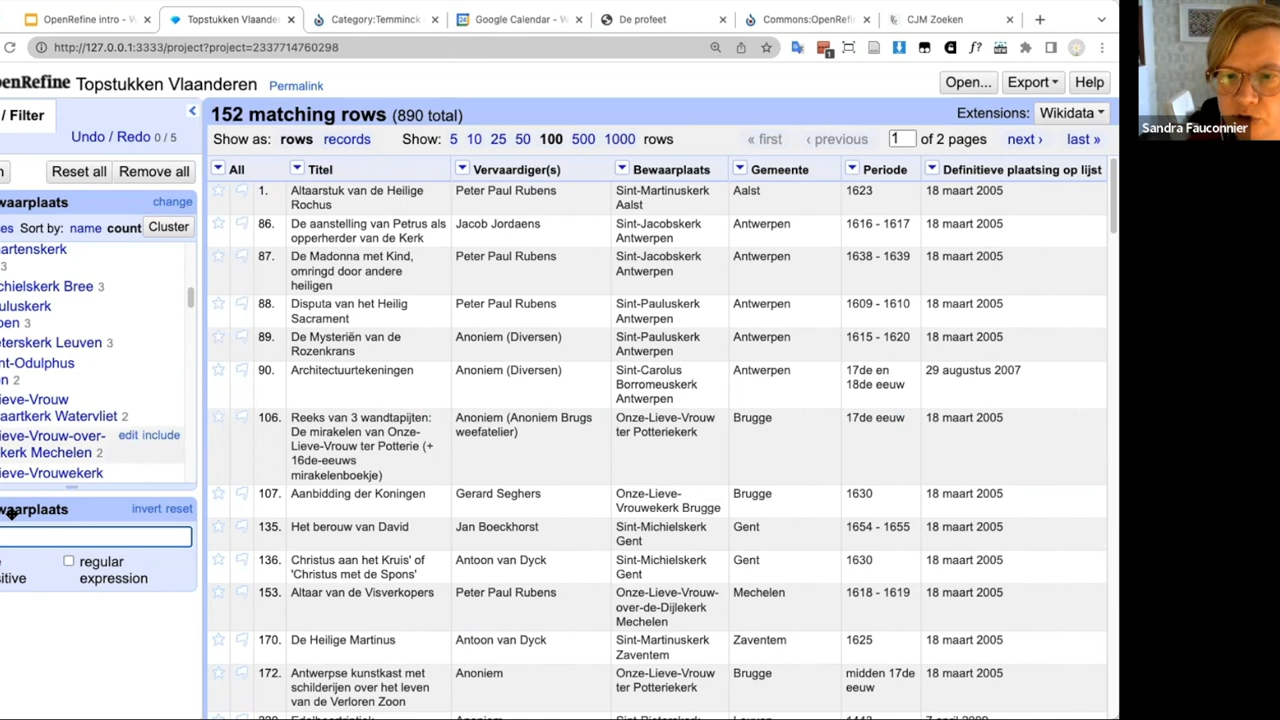 OpenRefine intro - W
Topstukken Vlaande
Category:Temminck
Google Calendar - W
De profeet
Commons:OpenRefin
CJM Zoeken
http://127.0.0.1:3333/project?project=2337714760298
1
f?
enRefine Topstukken Vlaanderen Permalink
Open... Export Help
/ Filter
Undo / Redo 0 / 5
Reset all Remove all
waarplaats change
es Sort by: name count Cluster
artenskerk
3
chielskerk Bree 3
uluskerk
pen 3
eterskerk Leuven 3
nt-Odulphus
n 2
ieve-Vrouw
vaartkerk Watervliet 2
ieve-Vrouw-over- edit include
kerk Mechelen 2
ieve-Vrouwekerk
waarplaats invert reset
e
sitive
regular
expression
152 matching rows (890 total)
Extensions: Wikidata
Show as: rows records Show: 5 10 25 50 100 500 1000 rows
« first ‹ previous 1 of 2 pages next › last »
All Titel Vervaardiger(s) Bewaarplaats Gemeente Periode Definitieve plaatsing op lijst
1. Altaarstuk van de Heilige Peter Paul Rubens Sint-Martinuskerk Aalst 1623 18 maart 2005
Rochus Aalst
86. De aanstelling van Petrus als Jacob Jordaens Sint-Jacobskerk Antwerpen 1616 - 1617 18 maart 2005
opperherder van de Kerk Antwerpen
87. De Madonna met Kind, Peter Paul Rubens Sint-Jacobskerk Antwerpen 1638 - 1639 18 maart 2005
omringd door andere Antwerpen
heiligen
88. Disputa van het Heilig Peter Paul Rubens Sint-Pauluskerk Antwerpen 1609 - 1610 18 maart 2005
Sacrament Antwerpen
89. De Mysteriën van de Anoniem (Diversen) Sint-Pauluskerk Antwerpen 1615 - 1620 18 maart 2005
Rozenkrans Antwerpen
90. Architectuurtekeningen Anoniem (Diversen) Sint-Carolus Antwerpen 17de en 29 augustus 2007
Borromeuskerk 18de eeuw
Antwerpen
106. Reeks van 3 wandtapijten: Anoniem (Anoniem Brugs Onze-Lieve-Vrouw Brugge 17de eeuw 18 maart 2005
De mirakelen van Onze- weefatelier) ter Potteriekerk
Lieve-Vrouw ter Potterie (+
16de-eeuws
mirakelenboekje)
107. Aanbidding der Koningen Gerard Seghers Onze-Lieve- Brugge 1630 18 maart 2005
Vrouwekerk Brugge
135. Het berouw van David Jan Boeckhorst Sint-Michielskerk Gent 1654 - 1655 18 maart 2005
Gent
136. Christus aan het Kruis' of Antoon van Dyck Sint-Michielskerk Gent 1630 18 maart 2005
'Christus met de Spons' Gent
153. Altaar van de Visverkopers Peter Paul Rubens Onze-Lieve-Vrouw- Mechelen 1618 - 1619 18 maart 2005
over-de-Dijlekerk
Mechelen
170. De Heilige Martinus Antoon van Dyck Sint-Martinuskerk Zaventem 1625 18 maart 2005
Zaventem
172. Antwerpse kunstkast met Anoniem Onze-Lieve-Vrouw Brugge midden 17de 18 maart 2005
schilderijen over het leven ter Potteriekerk eeuw
van de Verloren Zoon
Sandra Fauconnier